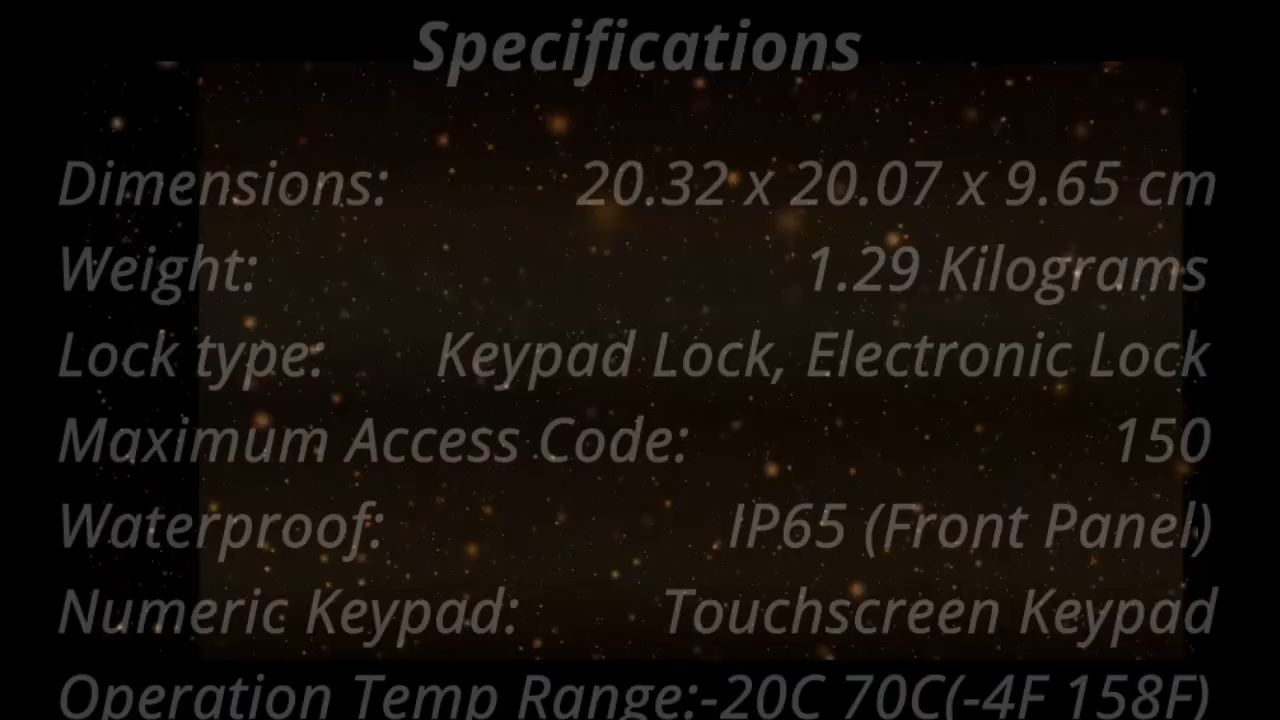 Specifications
Dimensions: 20.32 x 20.07 x 9.65 cm
Weight: 1.29 Kilograms
Lock type: Keypad Lock, Electronic Lock
Maximum Access Code: 150
Waterproof: IP65 (Front Panel)
Numeric Keypad: Touchscreen Keypad
Operation Temp Range:-20C 70C(-4F 158F)